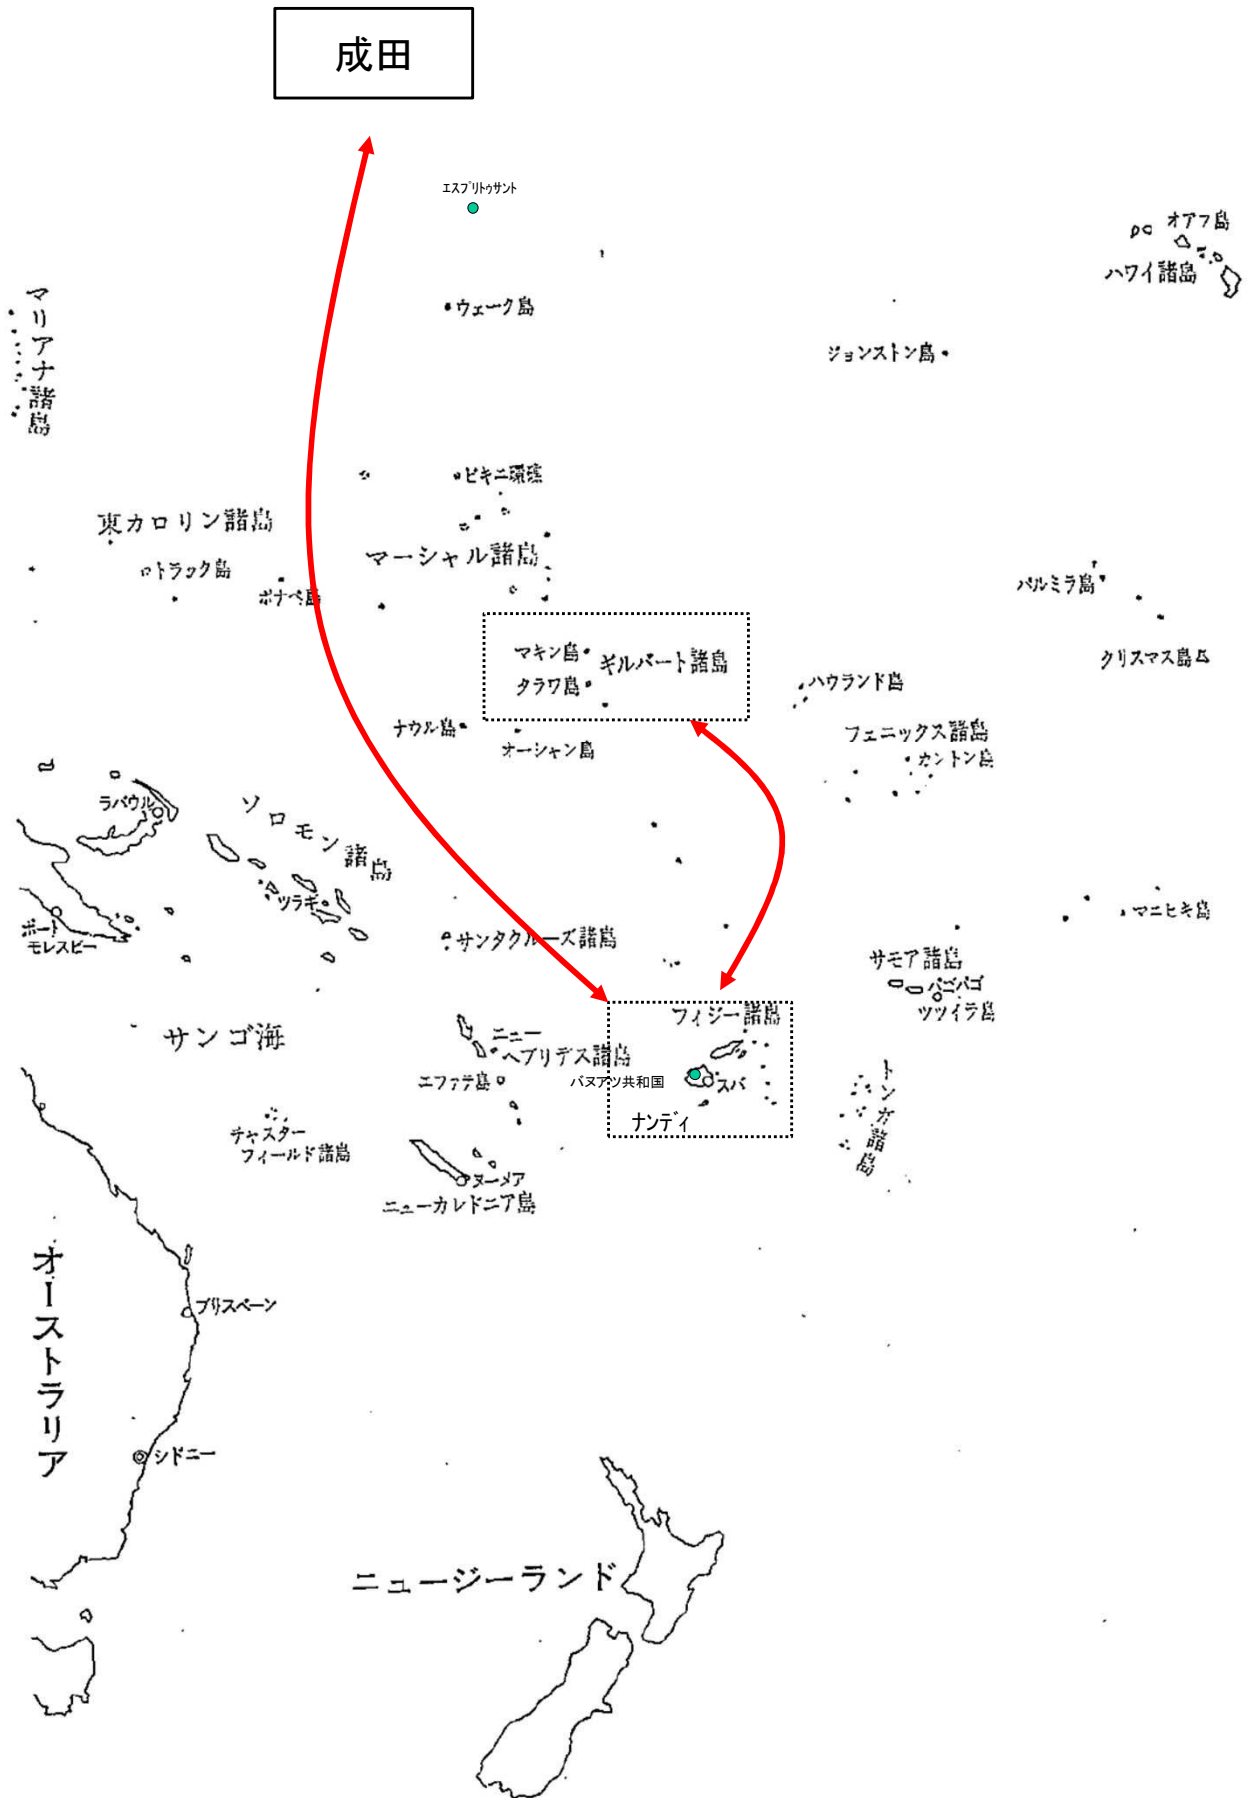 成田
エスプリトゥサント
オアフ島
ハワイ諸島
ウェーク島
マリアナ諸島
ジョンストン島
ビキニ環礁
東カロリン諸島
マーシャル諸島
トラック島
ポナペ島
パルミラ島
マキン島
ギルバート諸島
タラワ島
クリスマス島
ハウランド島
ナウル島
オーシャン島
フェニックス諸島
カントン島
ラバウル
ソロモン諸島
ツラギ
ポート
モレスビー
サンタクルーズ諸島
マニヒキ島
サモア諸島
パゴパゴ
ツツイラ島
フィジー諸島
サンゴ海
ニュー
ヘブリデス諸島
エファテ島
バヌアツ共和国
スバ
ナンディ
トンガ諸島
チャスター
フィールド諸島
ヌーメア
ニューカレドニア島
オーストラリア
ブリスベーン
シドニー
ニュージーランド